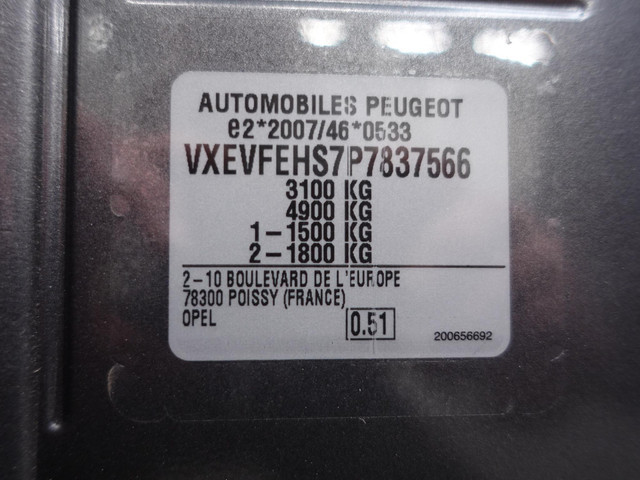 AUTOMOBILES PEUGEOT
e2*2007/46*0533
VXEVFEHS7P7837566
3100 KG
4900 KG
1-1500 KG
2-1800 KG
2-10 BOULEVARD DE L'EUROPE
78300 POISSY (FRANCE)
OPEL 0.51 200656692